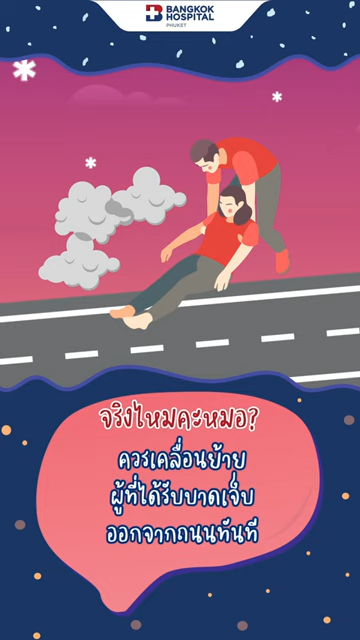 BANGKOK
HOSPITAL
PHUKET
จริงไหมคะหมอ?
ควรเคลื่อนย้าย
ผู้ที่ได้รับบาดเจ็บ
ออกจากถนนทันที